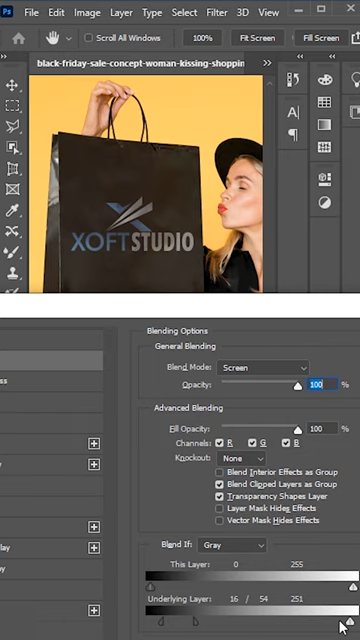 Ps File Edit Image Layer Type Select Filter 3D View
Scroll All Windows 100% Fit Screen Fill Screen
black-friday-sale-concept-woman-kissing-shoppin
XOFTSTUDIO
Blending Options
General Blending
Blend Mode: Screen
Opacity: 100 %
Advanced Blending
Fill Opacity: 100 %
Channels: R G B
Knockout: None
Blend Interior Effects as Group
Blend Clipped Layers as Group
Transparency Shapes Layer
Layer Mask Hides Effects
Vector Mask Hides Effects
Blend If: Gray
This Layer: 0 255
Underlying Layer: 16 / 54 251